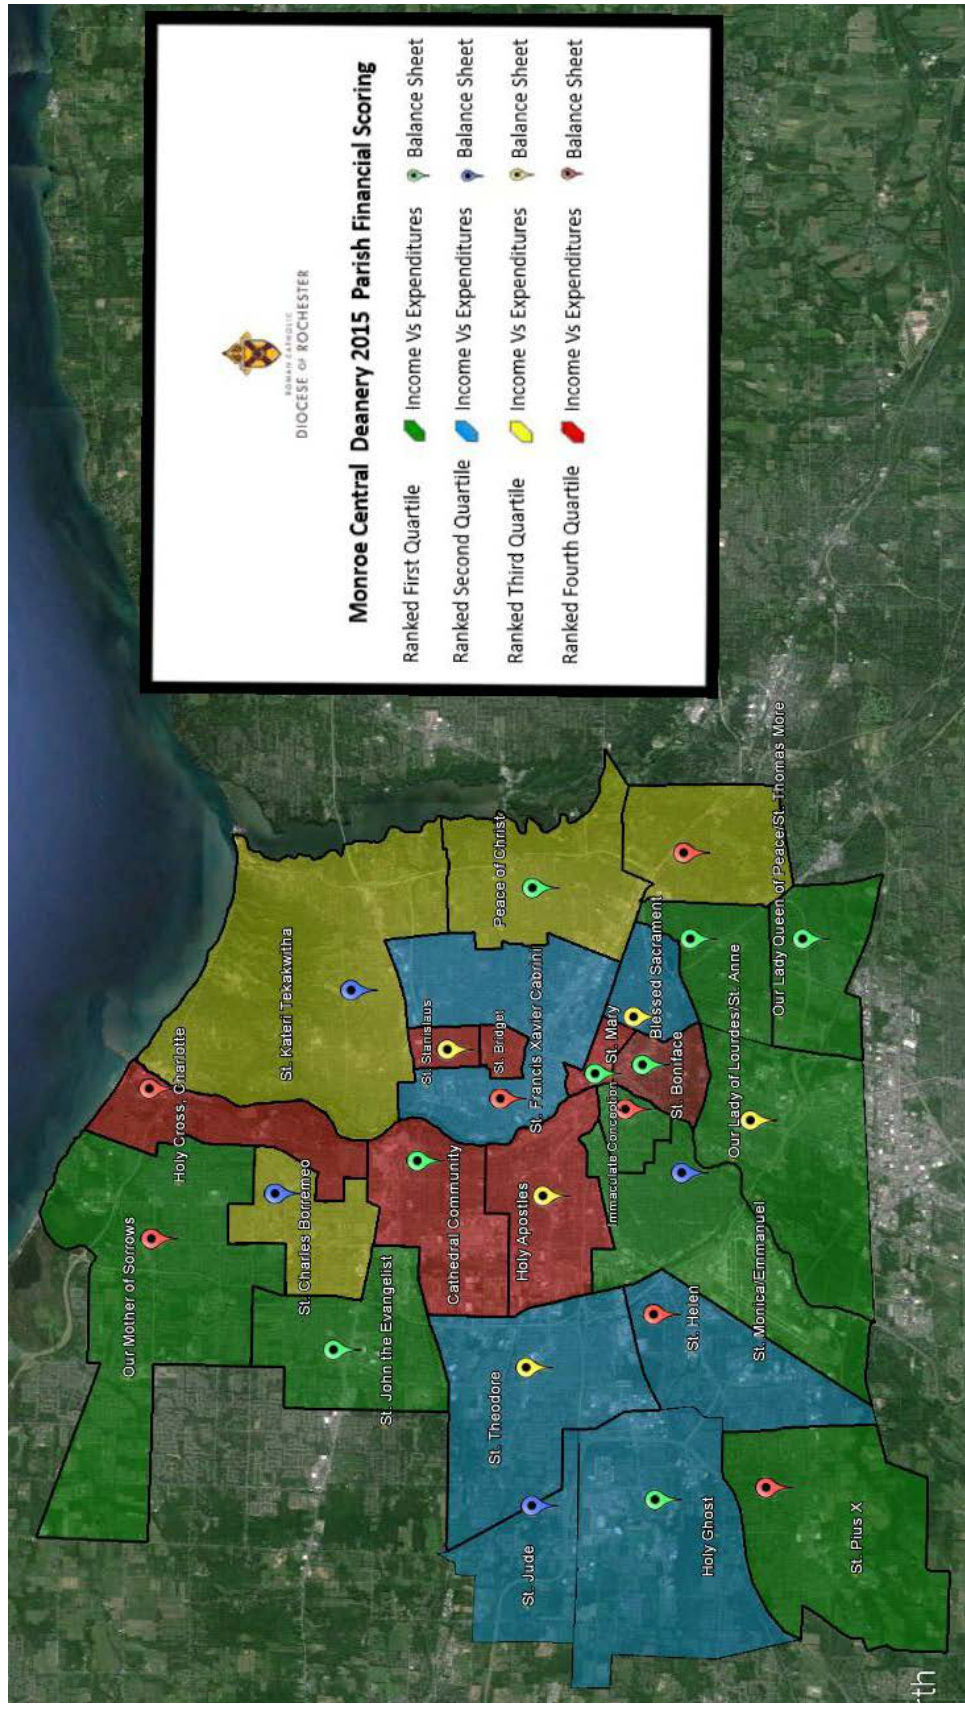 ROMAN CATHOLIC
DIOCESE OF ROCHESTER
Monroe Central Deanery 2015 Parish Financial Scoring
Ranked First Quartile Income Vs Expenditures Balance Sheet
Ranked Second Quartile Income Vs Expenditures Balance Sheet
Ranked Third Quartile Income Vs Expenditures Balance Sheet
Ranked Fourth Quartile Income Vs Expenditures Balance Sheet
Our Mother of Sorrows
Holy Cross, Charlotte
St. Kateri Tekakwitha
St. Charles Borremeo
St. John the Evangelist
St. Stanislaus
Cathedral Community
St. Bridget
Peace of Christ
St. Theodore
Holy Apostles
St. Francis Xavier Cabrini
St. Jude
Immaculate Conception
St. Mary
Blessed Sacrament
St. Boniface
St. Helen
Holy Ghost
Our Lady of Lourdes/St. Anne
St. Monica/Emmanuel
Our Lady Queen of Peace/St. Thomas More
St. Pius X
rth